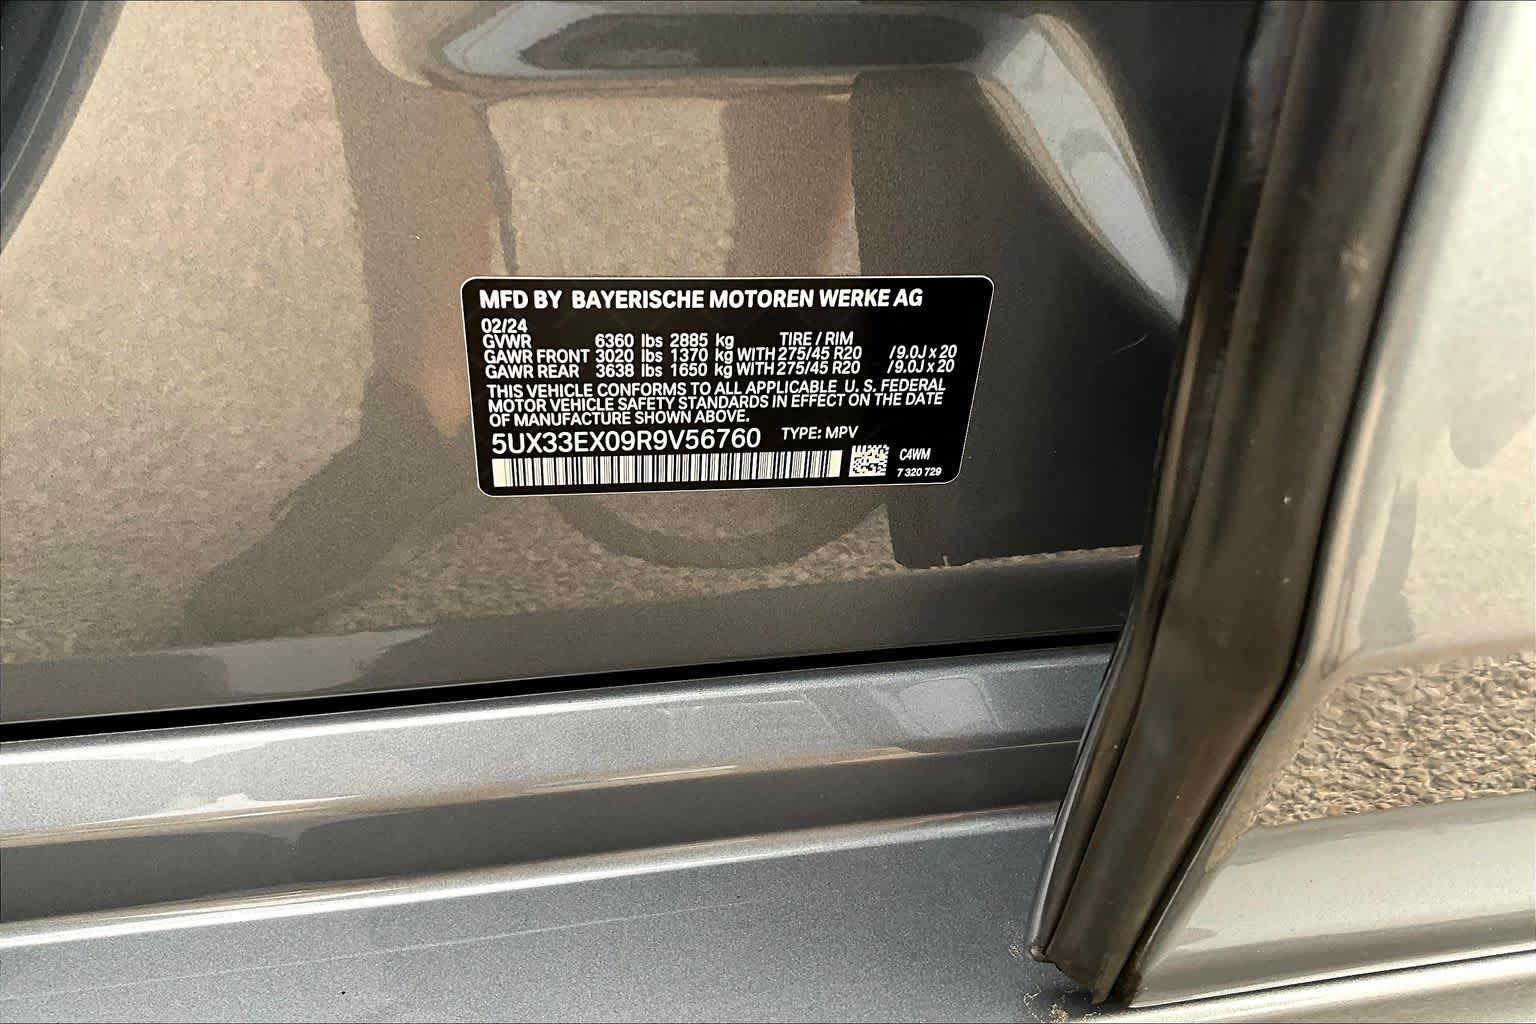 MFD BY BAYERISCHE MOTOREN WERKE AG
02/24
GVWR 6360 lbs 2885 kg TIRE / RIM
GAWR FRONT 3020 lbs 1370 kg WITH 275/45 R20 /9.0J x 20
GAWR REAR 3638 lbs 1650 kg WITH 275/45 R20 /9.0J x 20
THIS VEHICLE CONFORMS TO ALL APPLICABLE U. S. FEDERAL
MOTOR VEHICLE SAFETY STANDARDS IN EFFECT ON THE DATE
OF MANUFACTURE SHOWN ABOVE.
5UX33EX09R9V56760 TYPE: MPV
C4WM
7 320 729